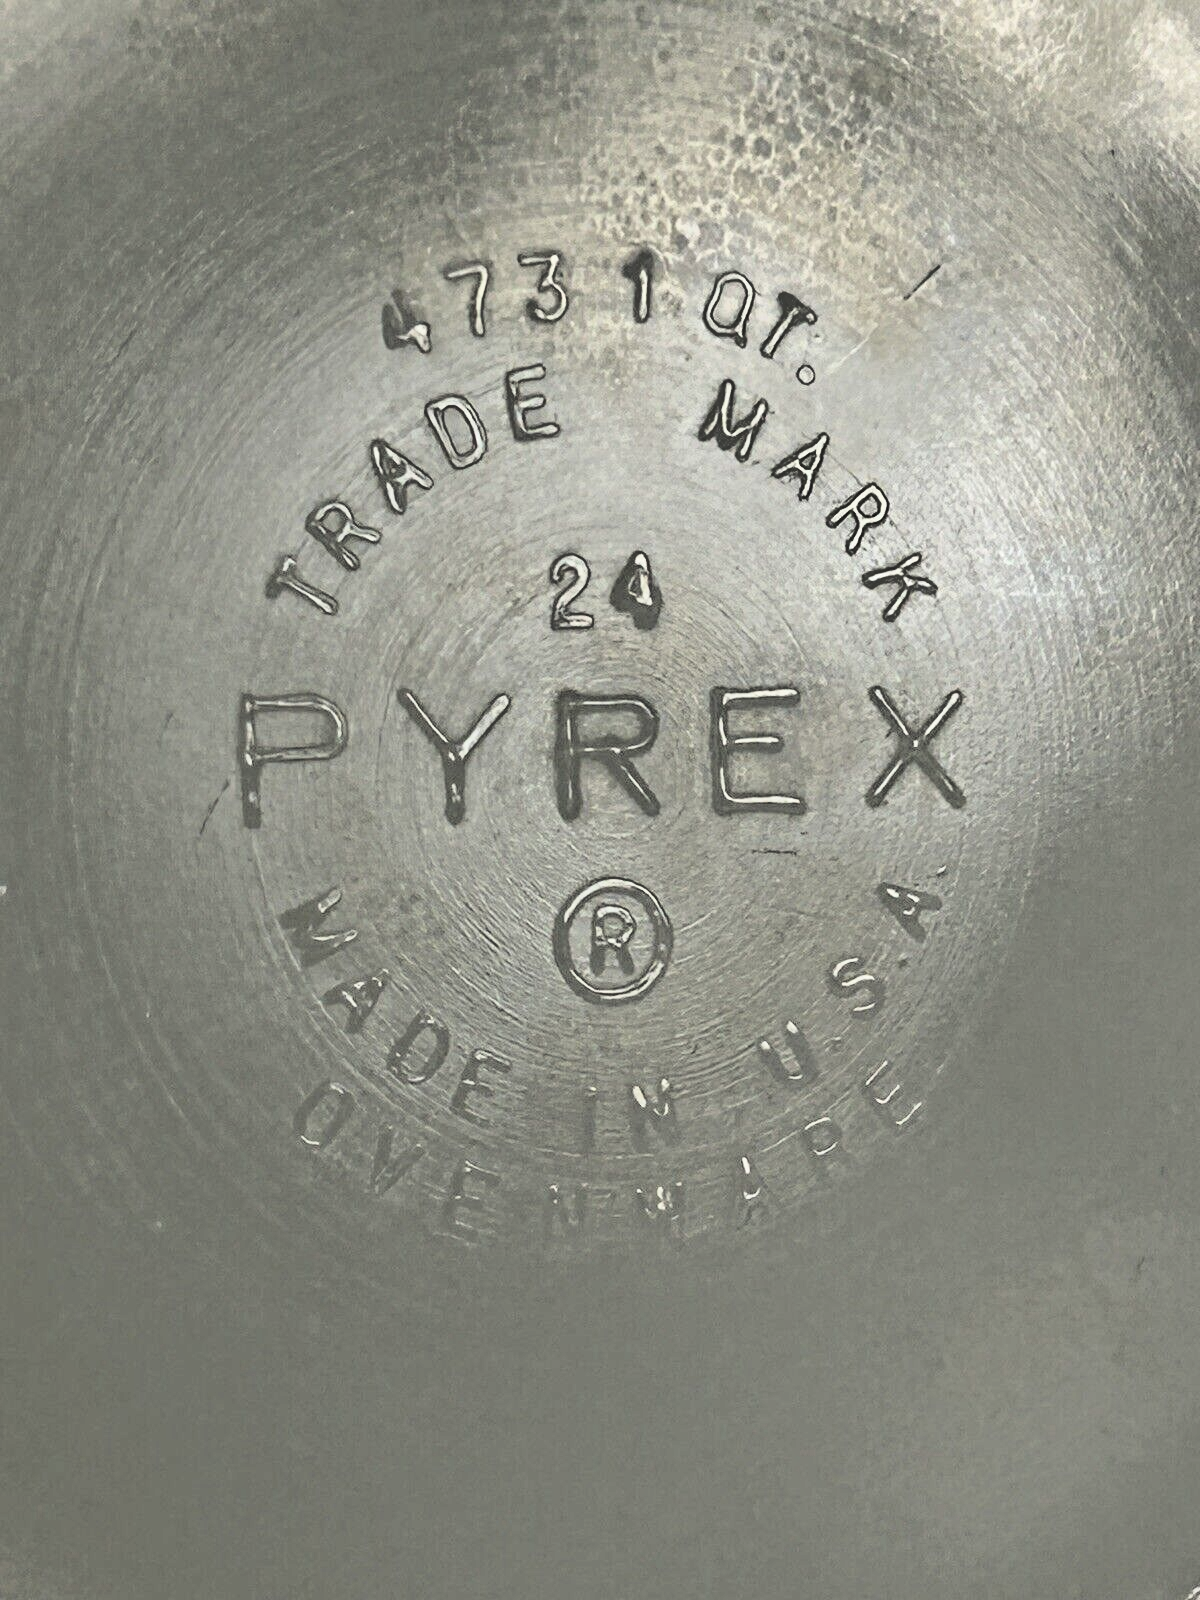 473 1 QT.
TRADE MARK
24
PYREX
®
MADE IN U.S.A.
OVENWARE